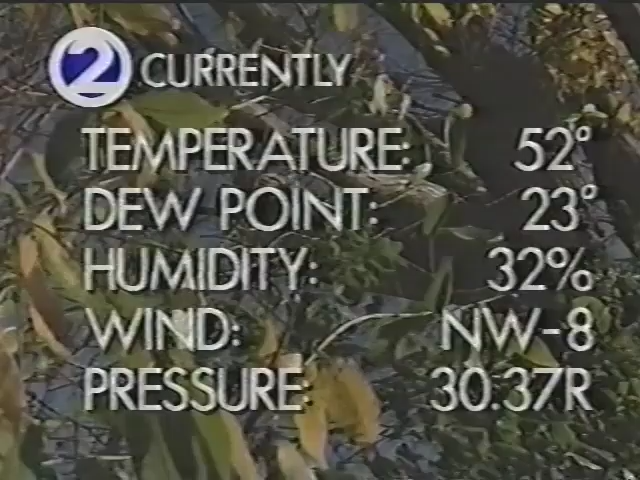 2 CURRENTLY
TEMPERATURE: 52°
DEW POINT: 23°
HUMIDITY: 32%
WIND: NW-8
PRESSURE: 30.37R